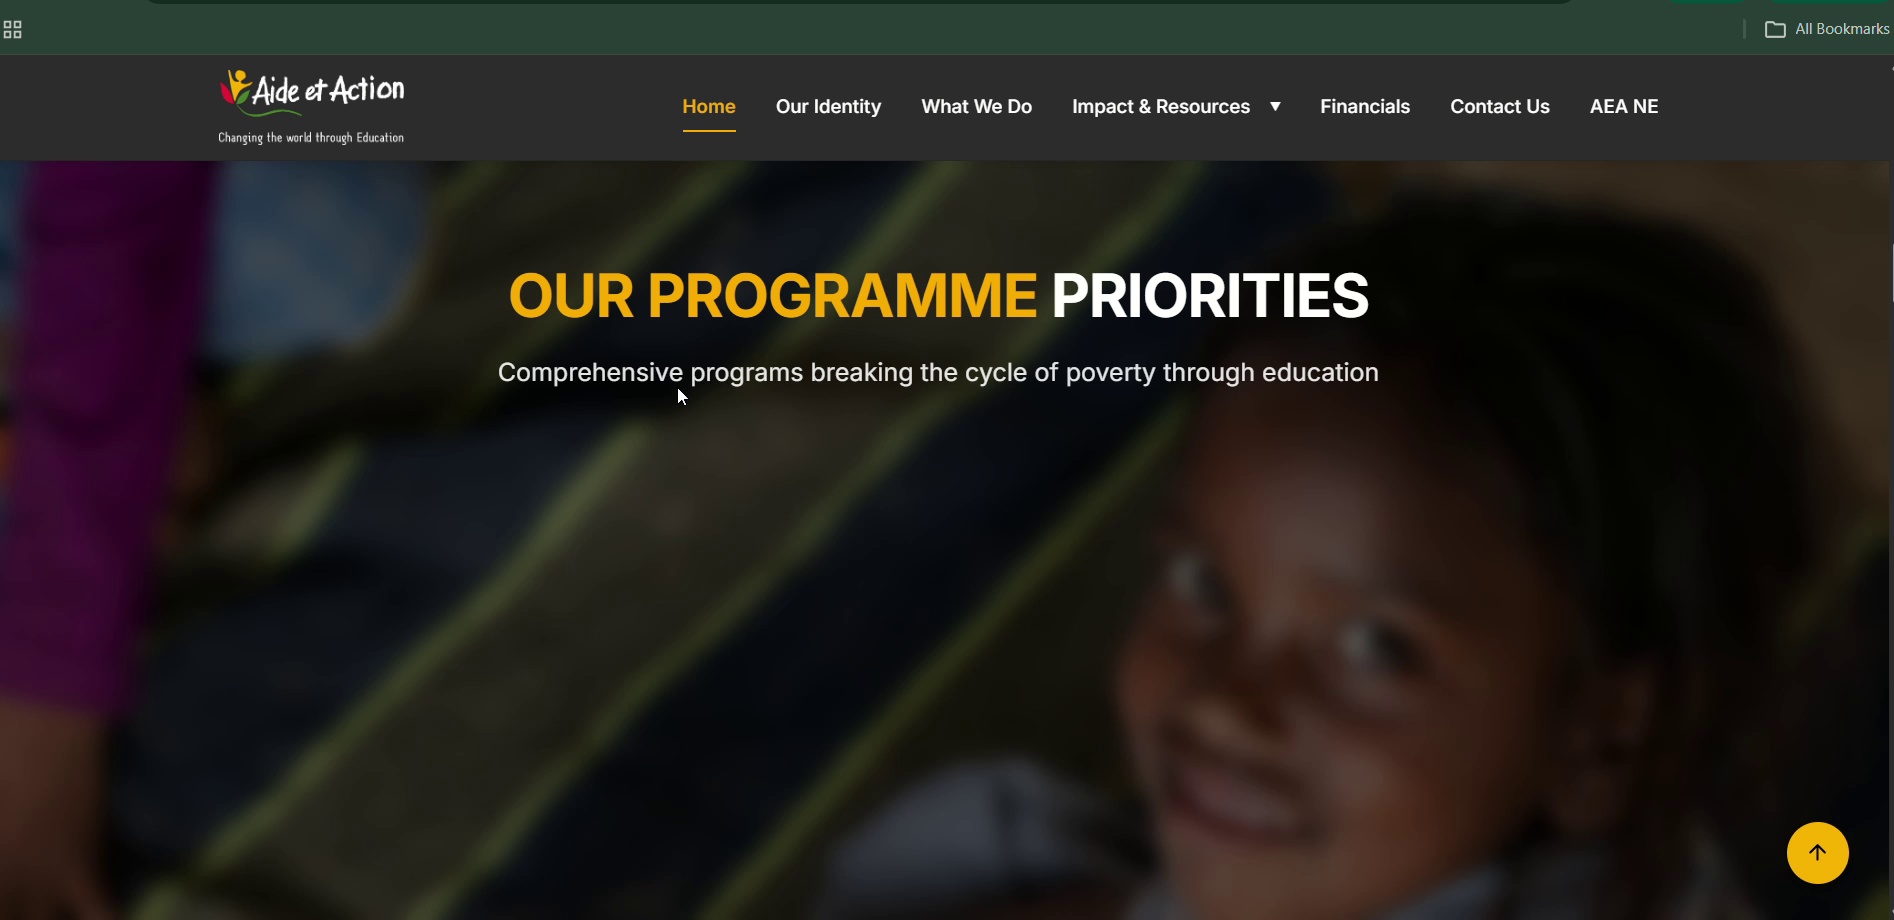 All Bookmarks
Aide et Action
Changing the world through Education
Home Our Identity What We Do Impact & Resources ▼ Financials Contact Us AEA NE
OUR PROGRAMME PRIORITIES
Comprehensive programs breaking the cycle of poverty through education